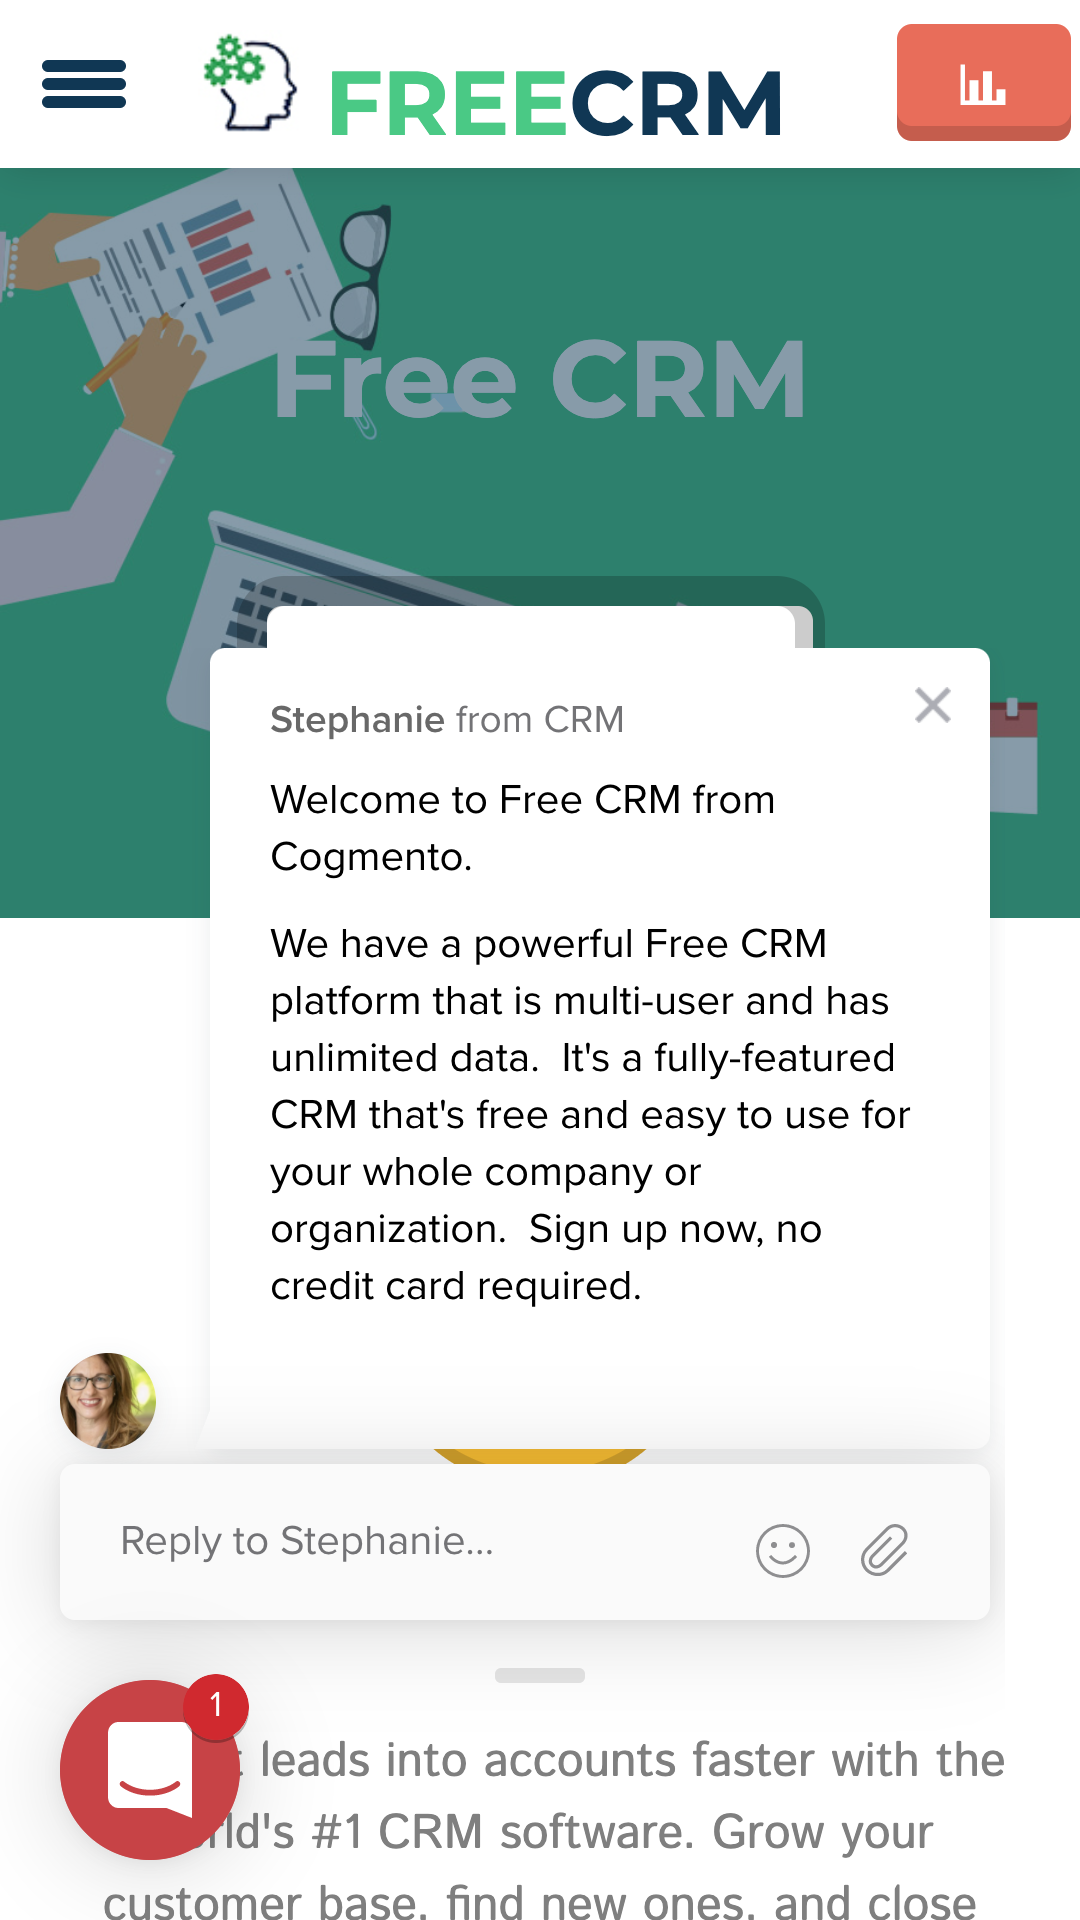 FREECRM
Free CRM
Stephanie from CRM
Welcome to Free CRM from
Cogmento.
We have a powerful Free CRM
platform that is multi-user and has
unlimited data.  It's a fully-featured
CRM that's free and easy to use for
your whole company or
organization.  Sign up now, no
credit card required.
Reply to Stephanie...
1
leads into accounts faster with the
#1 CRM software. Grow your
customer base, find new ones, and close